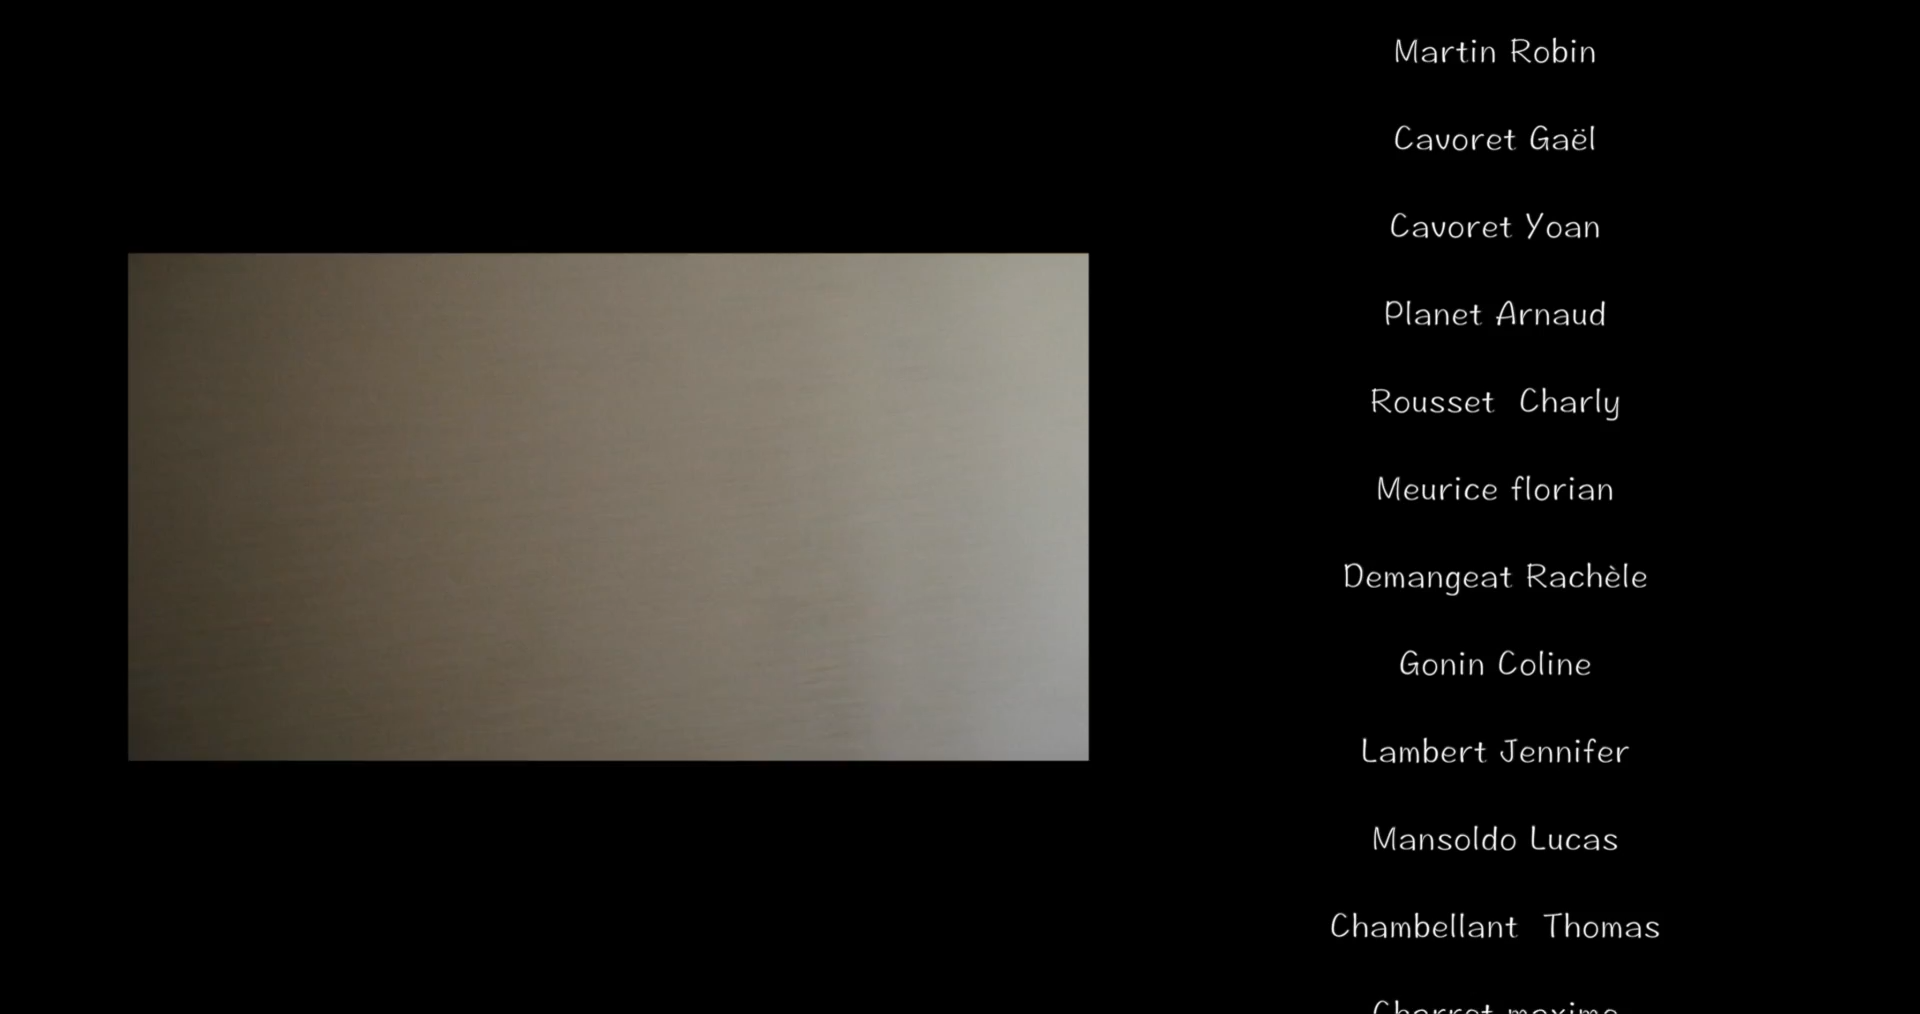 Martin Robin
Cavoret Gaël
Cavoret Yoan
Planet Arnaud
Rousset  Charly
Meurice florian
Demangeat Rachèle
Gonin Coline
Lambert Jennifer
Mansoldo Lucas
Chambellant  Thomas